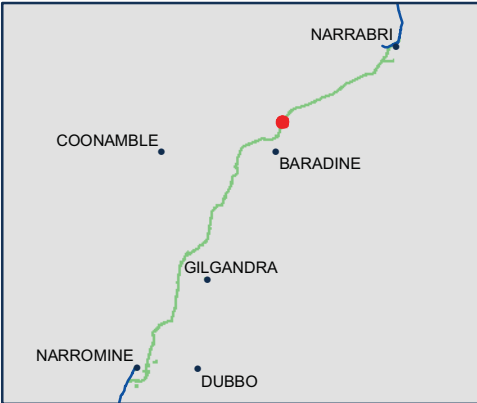 NARRABRI
COONAMBLE
BARADINE
GILGANDRA
NARROMINE
DUBBO